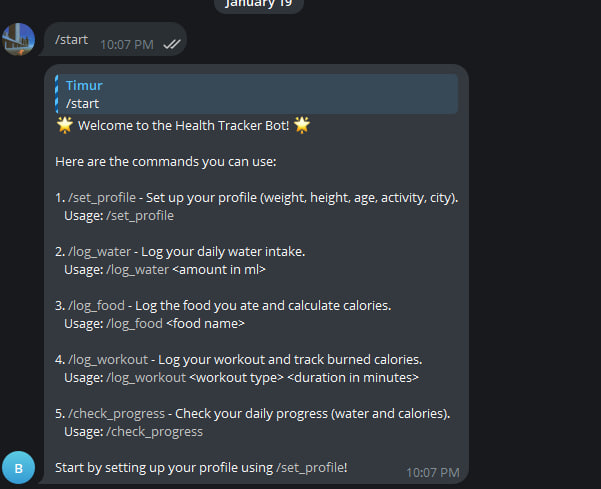 January 19
/start 10:07 PM
Timur
/start
🌟 Welcome to the Health Tracker Bot! 🌟
Here are the commands you can use:
1. /set_profile - Set up your profile (weight, height, age, activity, city).
Usage: /set_profile
2. /log_water - Log your daily water intake.
Usage: /log_water <amount in ml>
3. /log_food - Log the food you ate and calculate calories.
Usage: /log_food <food name>
4. /log_workout - Log your workout and track burned calories.
Usage: /log_workout <workout type> <duration in minutes>
5. /check_progress - Check your daily progress (water and calories).
Usage: /check_progress
B
Start by setting up your profile using /set_profile! 10:07 PM